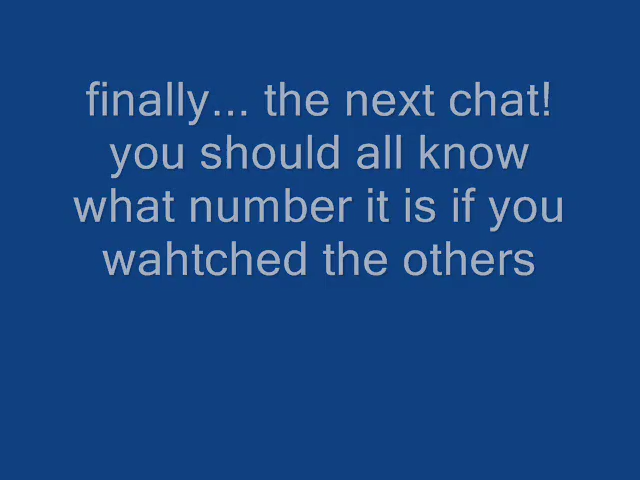 finally... the next chat!
you should all know
what number it is if you
wahtched the others